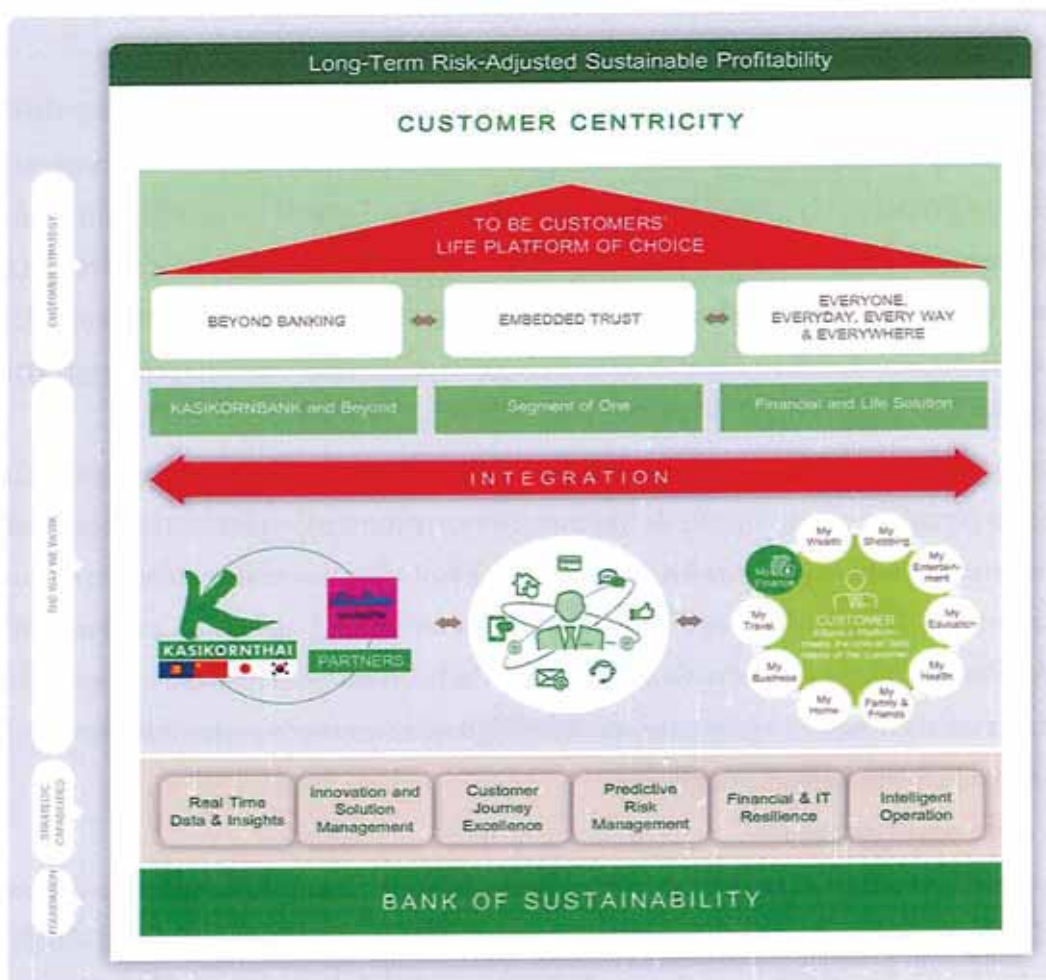 Long-Term Risk-Adjusted Sustainable Profitability
CUSTOMER CENTRICITY
CUSTOMER STRATEGY
TO BE CUSTOMERS'
LIFE PLATFORM OF CHOICE
BEYOND BANKING
EMBEDDED TRUST
EVERYONE,
EVERYDAY, EVERY WAY
& EVERYWHERE
THE WAY WE WORK
KASIKORNBANK and Beyond
Segment of One
Financial and Life Solution
INTEGRATION
KASIKORNTHAI
PARTNERS
My
Wealth
My
Shopping
My
Finance
My
Entertain-
ment
My
Travel
My
Education
My
Business
My
Health
My
Home
My
Family &
Friends
CUSTOMER
STRATEGIC
CAPABILITIES
Real Time
Data & Insights
Innovation and
Solution
Management
Customer
Journey
Excellence
Predictive
Risk
Management
Financial & IT
Resilience
Intelligent
Operation
FOUNDATION
BANK OF SUSTAINABILITY